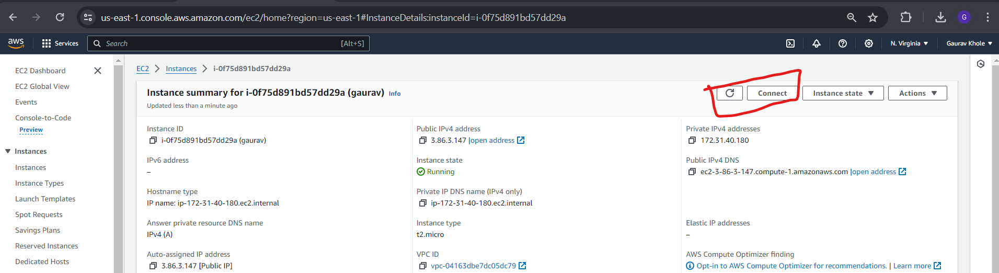 us-east-1.console.aws.amazon.com/ec2/home?region=us-east-1#InstanceDetails:instanceId=i-0f75d891bd57dd29a
G
aws Services Search [Alt+S] N. Virginia Gaurav Khole
EC2 Dashboard
EC2 Global View
Events
Console-to-Code
Preview
Instances
Instances
Instance Types
Launch Templates
Spot Requests
Savings Plans
Reserved Instances
Dedicated Hosts
EC2 > Instances > i-0f75d891bd57dd29a
Instance summary for i-0f75d891bd57dd29a (gaurav) Info
Updated less than a minute ago
Connect Instance state Actions
Instance ID
i-0f75d891bd57dd29a (gaurav)
Public IPv4 address
3.86.3.147 |open address
Private IPv4 addresses
172.31.40.180
IPv6 address
–
Instance state
Running
Public IPv4 DNS
ec2-3-86-3-147.compute-1.amazonaws.com |open address
Hostname type
IP name: ip-172-31-40-180.ec2.internal
Private IP DNS name (IPv4 only)
ip-172-31-40-180.ec2.internal
Answer private resource DNS name
IPv4 (A)
Instance type
t2.micro
Elastic IP addresses
–
Auto-assigned IP address
3.86.3.147 [Public IP]
VPC ID
vpc-04163dbe7dc05dc79
AWS Compute Optimizer finding
Opt-in to AWS Compute Optimizer for recommendations. | Learn more